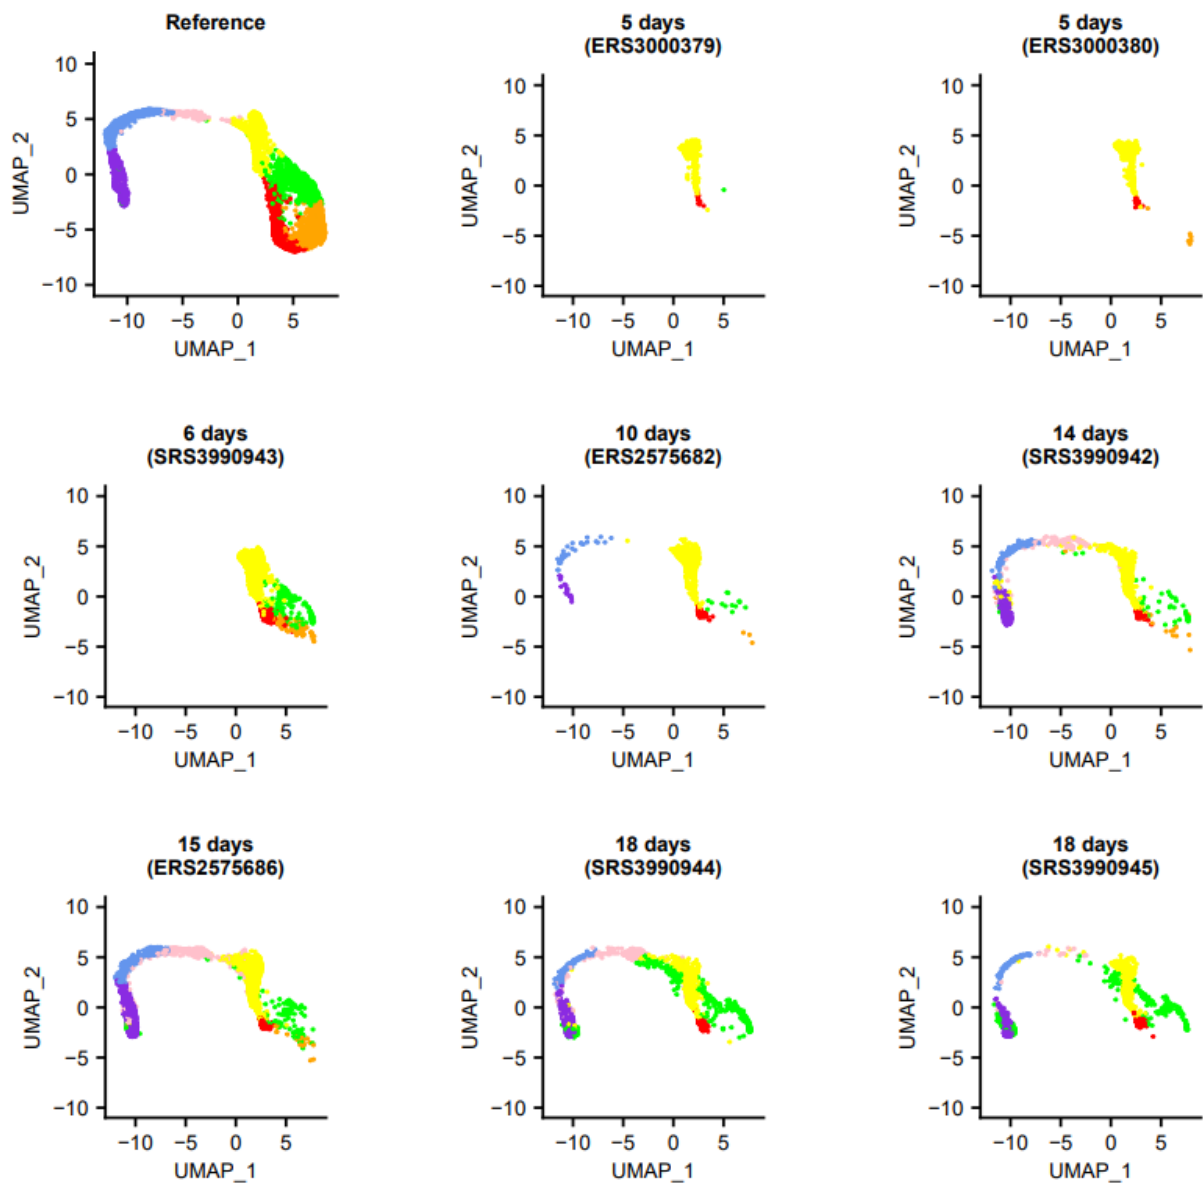 Reference
10
5
0
−5
−10
UMAP_2
−10 −5 0 5
UMAP_1
5 days
(ERS3000379)
10
5
0
−5
−10
UMAP_2
−10 −5 0 5
UMAP_1
5 days
(ERS3000380)
10
5
0
−5
−10
UMAP_2
−10 −5 0 5
UMAP_1
6 days
(SRS3990943)
10
5
0
−5
−10
UMAP_2
−10 −5 0 5
UMAP_1
10 days
(ERS2575682)
10
5
0
−5
−10
UMAP_2
−10 −5 0 5
UMAP_1
14 days
(SRS3990942)
10
5
0
−5
−10
UMAP_2
−10 −5 0 5
UMAP_1
15 days
(ERS2575686)
10
5
0
−5
−10
UMAP_2
−10 −5 0 5
UMAP_1
18 days
(SRS3990944)
10
5
0
−5
−10
UMAP_2
−10 −5 0 5
UMAP_1
18 days
(SRS3990945)
10
5
0
−5
−10
UMAP_2
−10 −5 0 5
UMAP_1